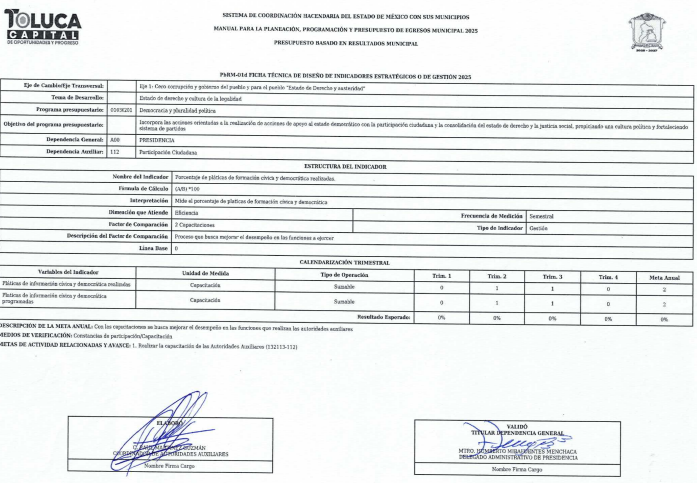 TOLUCA
CAPITAL
DE OPORTUNIDADES Y PROGRESO
SISTEMA DE COORDINACIÓN HACENDARIA DEL ESTADO DE MÉXICO CON SUS MUNICIPIOS
MANUAL PARA LA PLANEACIÓN, PROGRAMACIÓN Y PRESUPUESTO DE EGRESOS MUNICIPAL 2025
PRESUPUESTO BASADO EN RESULTADOS MUNICIPAL
PbRM-01d FICHA TÉCNICA DE DISEÑO DE INDICADORES ESTRATÉGICOS O DE GESTIÓN 2025
Eje de Cambio/Eje Transversal: Eje 1: Cero corrupción y gobierno del pueblo y para el pueblo "Estado de Derecho y austeridad"
Tema de Desarrollo: Estado de derecho y cultura de la legalidad
Programa presupuestario: Democracia y pluralidad política
Objetivo del programa presupuestario: Incorpora las acciones orientadas a la realización de acciones de apoyo al estado democrático con la participación ciudadana y la consolidación del estado de derecho y la justicia social, propiciando una cultura política y fortaleciendo
sistema de partidos
Dependencia General: A00 PRESIDENCIA
Dependencia Auxiliar: 112 Participación Ciudadana
ESTRUCTURA DEL INDICADOR
Nombre del Indicador Porcentaje de pláticas de formación cívica y democrática realizadas.
Formula de Cálculo (A/B) *100
Interpretación Mide el porcentaje de platicas de formación cívica y democrática
Dimensión que Atiende Eficiencia Frecuencia de Medición Semestral
Factor de Comparación 2 Capacitaciones Tipo de Indicador Gestión
Descripción del Factor de Comparación Proceso que busca mejorar el desempeño en las funciones a ejercer
Línea Base 0
CALENDARIZACIÓN TRIMESTRAL
Variables del Indicador Unidad de Medida Tipo de Operación Trim. 1 Trim. 2 Trim. 3 Trim. 4 Meta Anual
Pláticas de información cívica y democrática realizadas Capacitación Sumable 0 1 1 0 2
Platicas de información cívica y democrática
programadas Capacitación Sumable 0 1 1 0 2
Resultado Esperado: 0% 0% 0% 0% 0%
DESCRIPCIÓN DE LA META ANUAL: Con las capacitaciones se busca mejorar el desempeño en las funciones que realizan las autoridades auxiliares
MEDIOS DE VERIFICACIÓN: Constancias de participación/Capacitación
METAS DE ACTIVIDAD RELACIONADAS Y AVANCE: 1. Realizar la capacitación de las Autoridades Auxiliares (132113-112)
ELABORÓ
GUZMÁN
COORDINADOR DE AUTORIDADES AUXILIARES
Nombre Firma Cargo
VALIDÓ
TITULAR DEPENDENCIA GENERAL
MTRO. HUMBERTO MENCHACA
DELEGADO ADMINISTRATIVO DE PRESIDENCIA
Nombre Firma Cargo